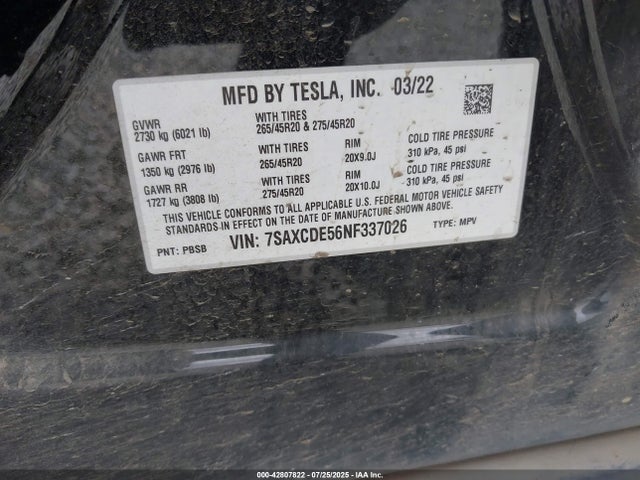 MFD BY TESLA, INC. 03/22
GVWR WITH TIRES
2730 kg (6021 lb) 265/45R20 & 275/45R20
GAWR FRT WITH TIRES RIM COLD TIRE PRESSURE
1350 kg (2976 lb) 265/45R20 20X9.0J 310 kPa, 45 psi
GAWR RR WITH TIRES RIM COLD TIRE PRESSURE
1727 kg (3808 lb) 275/45R20 20X10.0J 310 kPa, 45 psi
THIS VEHICLE CONFORMS TO ALL APPLICABLE U.S. FEDERAL MOTOR VEHICLE SAFETY
STANDARDS IN EFFECT ON THE DATE OF MANUFACTURE SHOWN ABOVE.
PNT: PBSB VIN: 7SAXCDE56NF337026 TYPE: MPV
000-42807822 - 07/25/2025 - IAA Inc.